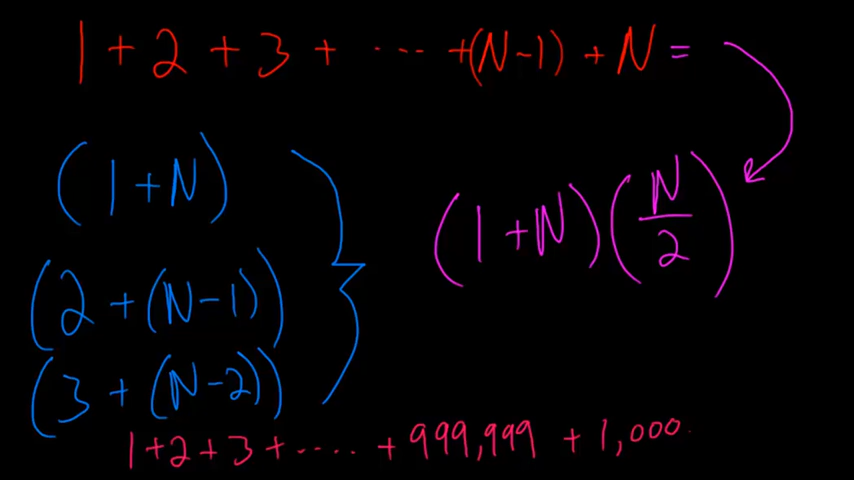 1 + 2 + 3 + ... + (N-1) + N =
(1+N)
(1+N)(N/2)
(2 + (N-1))
(3 + (N-2))
1+2+3+.... + 999,999 + 1,000